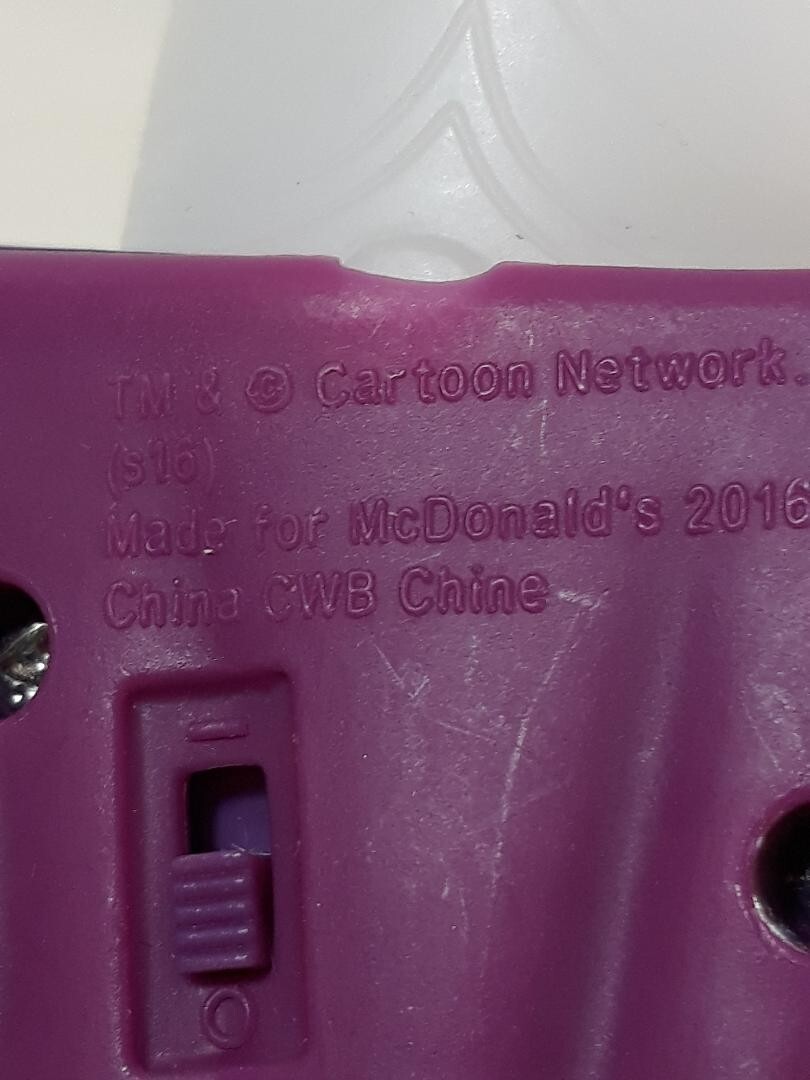 TM & © Cartoon Network.
(s16)
Made for McDonald's 2016
China CWB Chine